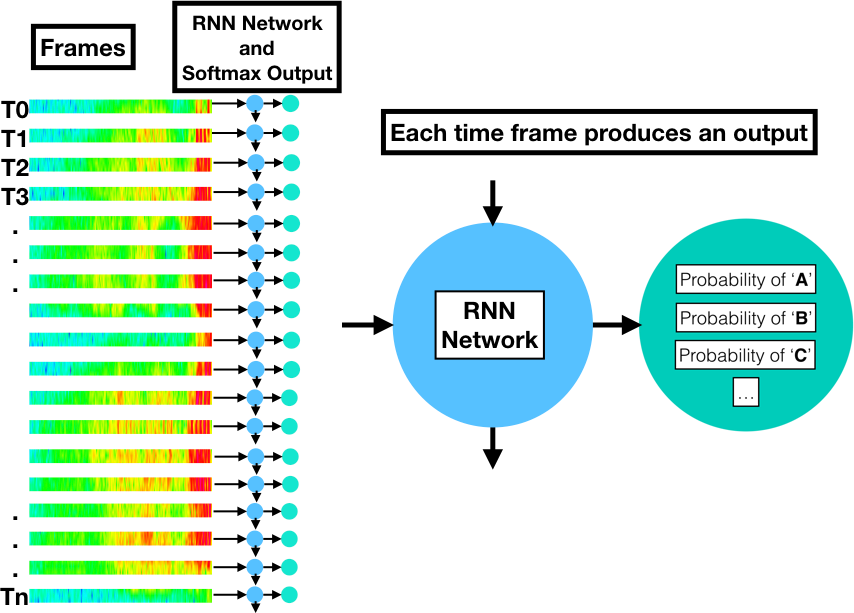 Frames
RNN Network
and
Softmax Output
T0
T1
T2
T3
.
.
.
.
.
.
Tn
Each time frame produces an output
RNN
Network
Probability of ‘A’
Probability of ‘B’
Probability of ‘C’
...